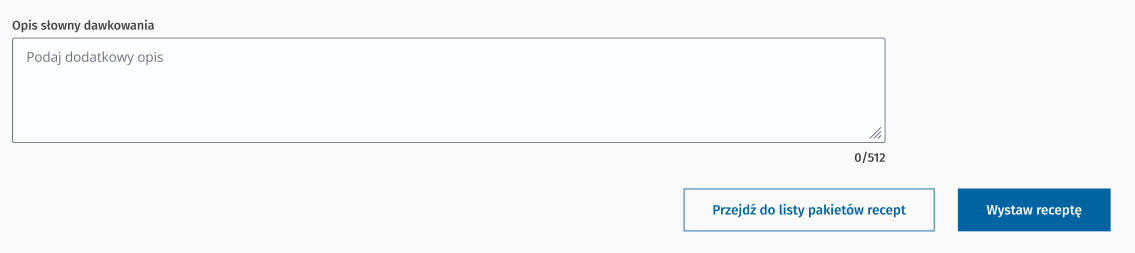 Opis słowny dawkowania
Podaj dodatkowy opis
0/512
Przejdź do listy pakietów recept
Wystaw receptę